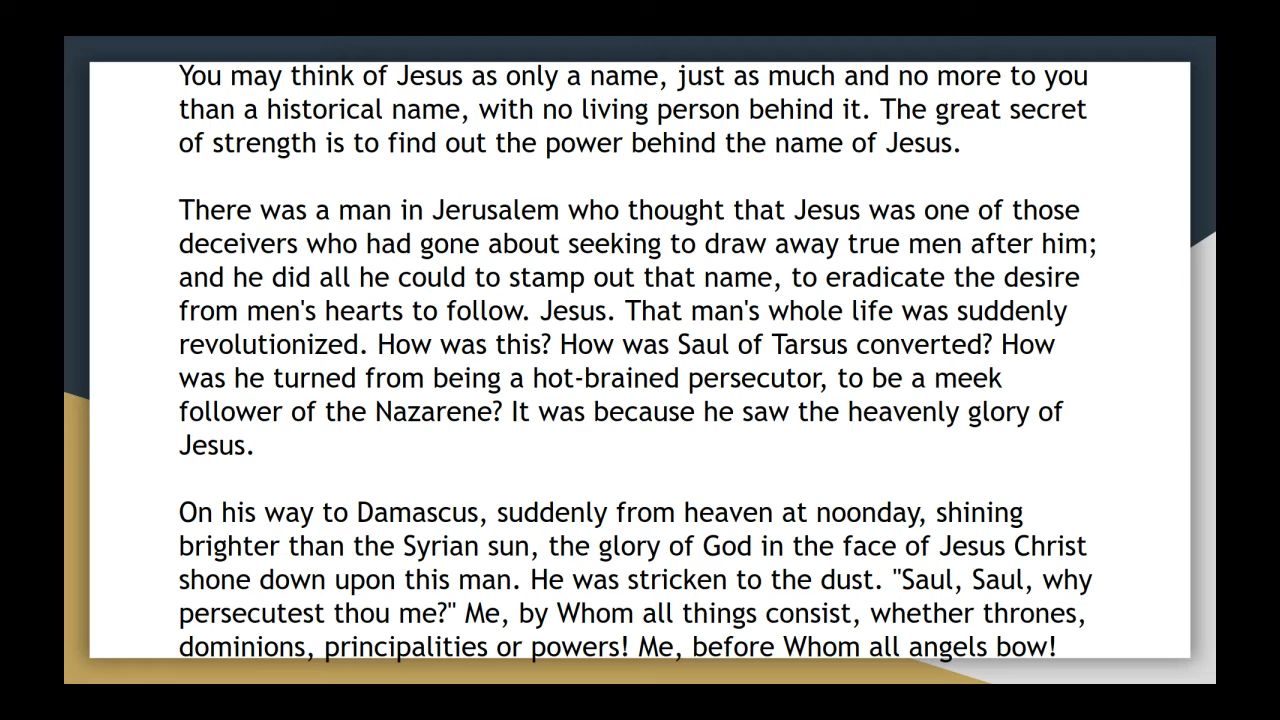 You may think of Jesus as only a name, just as much and no more to you
than a historical name, with no living person behind it. The great secret
of strength is to find out the power behind the name of Jesus.
There was a man in Jerusalem who thought that Jesus was one of those
deceivers who had gone about seeking to draw away true men after him;
and he did all he could to stamp out that name, to eradicate the desire
from men's hearts to follow. Jesus. That man's whole life was suddenly
revolutionized. How was this? How was Saul of Tarsus converted? How
was he turned from being a hot-brained persecutor, to be a meek
follower of the Nazarene? It was because he saw the heavenly glory of
Jesus.
On his way to Damascus, suddenly from heaven at noonday, shining
brighter than the Syrian sun, the glory of God in the face of Jesus Christ
shone down upon this man. He was stricken to the dust. "Saul, Saul, why
persecutest thou me?" Me, by Whom all things consist, whether thrones,
dominions, principalities or powers! Me, before Whom all angels bow!